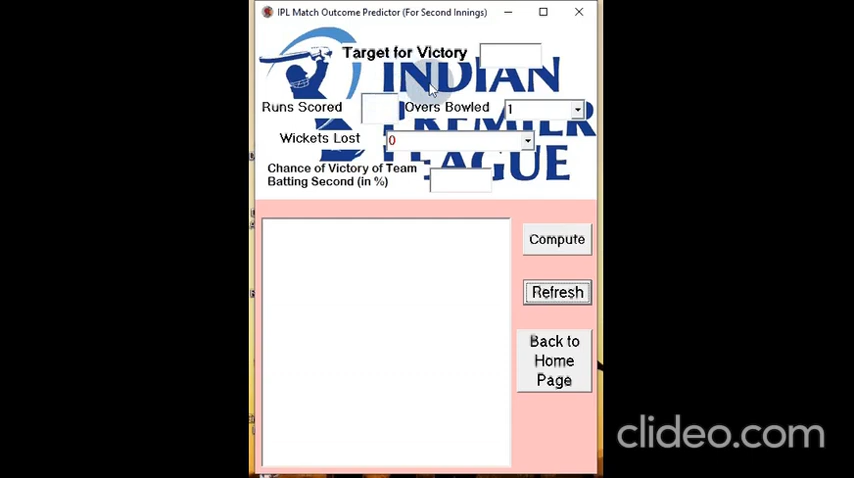 IPL Match Outcome Predictor (For Second Innings)
Target for Victory
INDIAN
Runs Scored
Overs Bowled
1
PREMIER
Wickets Lost
0
LEAGUE
Chance of Victory of Team
Batting Second (in %)
Compute
Refresh
Back to
Home
Page
clideo.com